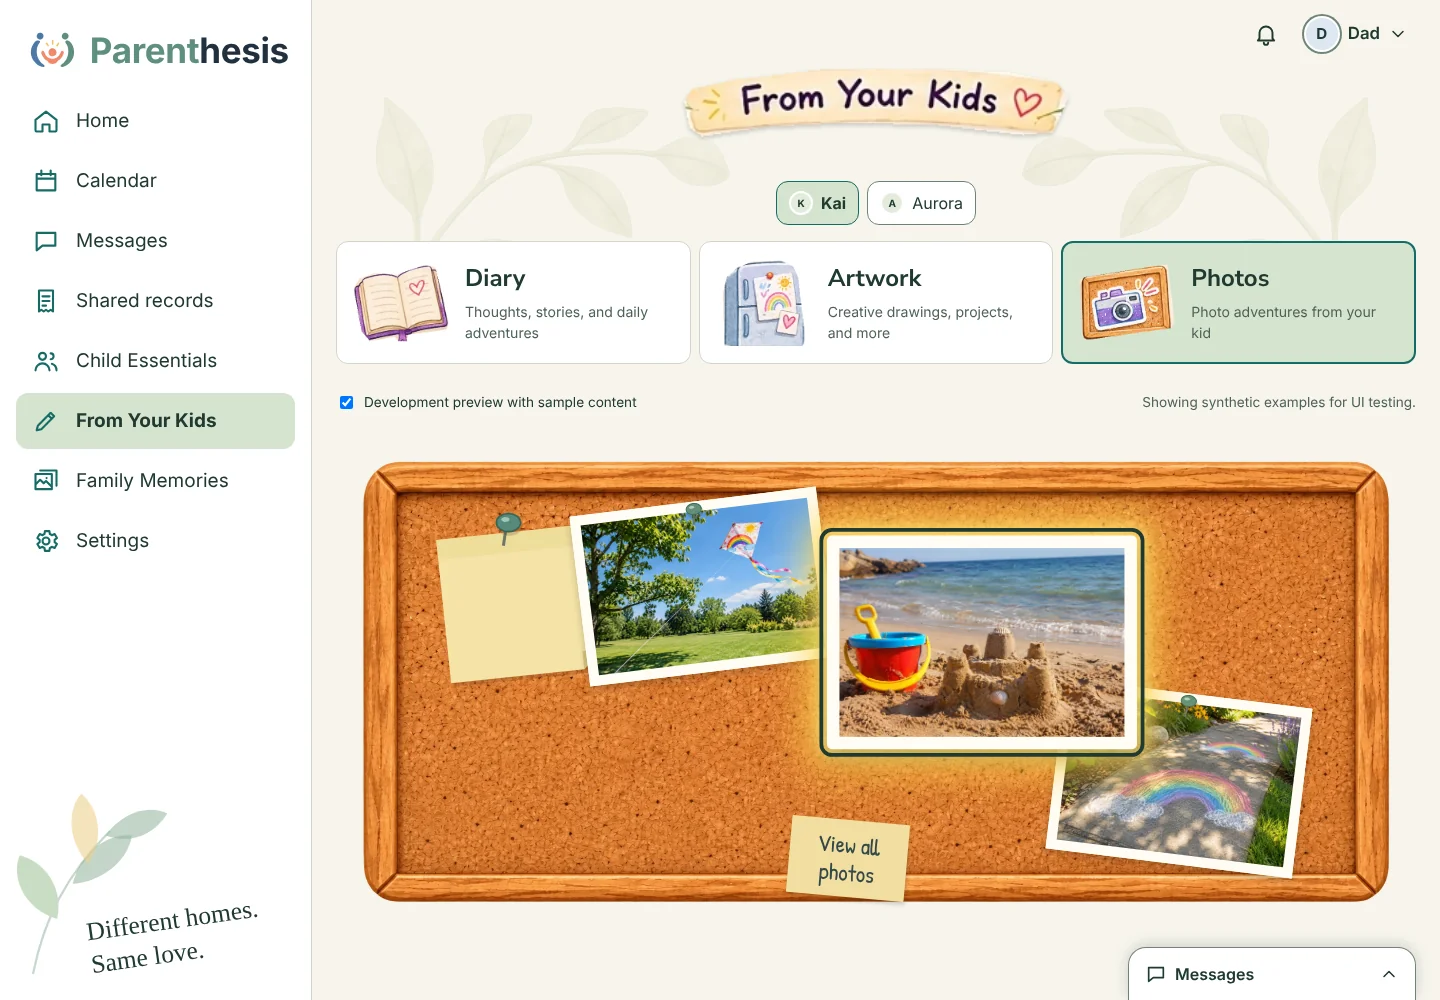 Parenthesis
Home
Calendar
Messages
Shared records
Child Essentials
From Your Kids
Family Memories
Settings
Different homes.
Same love.
D Dad
From Your Kids
K Kai
A Aurora
Diary
Thoughts, stories, and daily
adventures
Artwork
Creative drawings, projects,
and more
Photos
Photo adventures from your
kid
Development preview with sample content
Showing synthetic examples for UI testing.
View all
photos
Messages